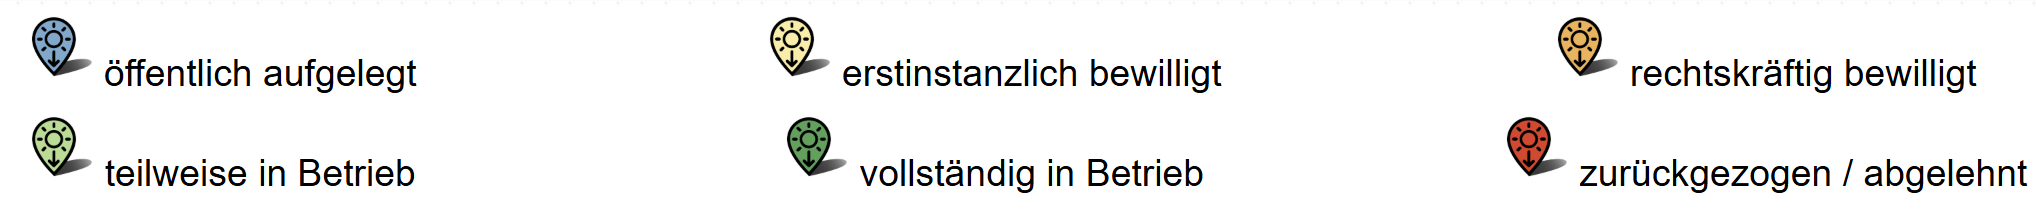 öffentlich aufgelegt erstinstanzlich bewilligt rechtskräftig bewilligt
teilweise in Betrieb vollständig in Betrieb zurückgezogen / abgelehnt